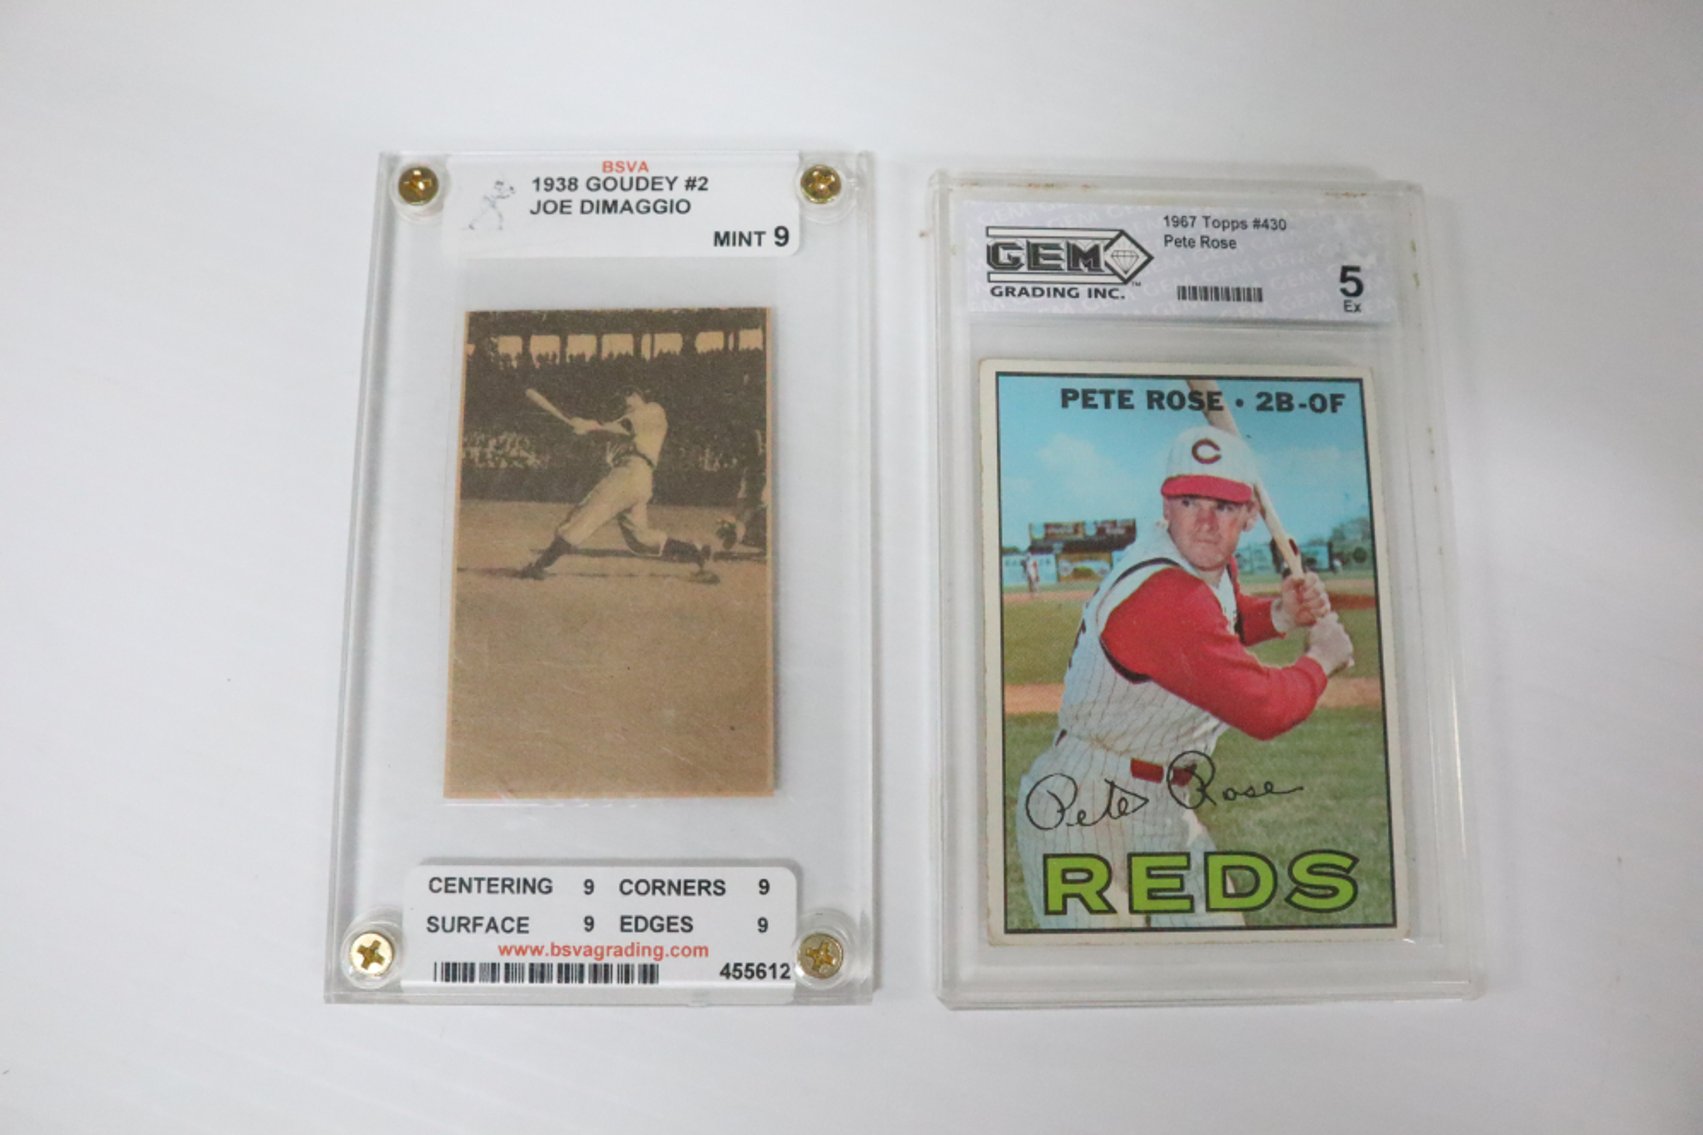 BSVA
1938 GOUDEY #2
JOE DIMAGGIO
MINT 9
CENTERING 9 CORNERS 9
SURFACE 9 EDGES 9
www.bsvagrading.com
455612
GEM
GRADING INC.
1967 Topps #430
Pete Rose
5
Ex
PETE ROSE • 2B-OF
C
Pete Rose
REDS